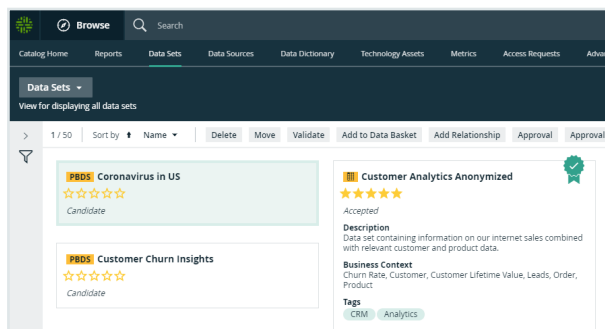 Browse Search
Catalog Home Reports Data Sets Data Sources Data Dictionary Technology Assets Metrics Access Requests
Data Sets
View for displaying all data sets
1 / 50 Sort by Name Delete Move Validate Add to Data Basket Add Relationship Approval Approval
PBDS Coronavirus in US
Candidate
PBDS Customer Churn Insights
Candidate
Customer Analytics Anonymized
Accepted
Description
Data set containing information on our internet sales combined
with relevant customer and product data.
Business Context
Churn Rate, Customer, Customer Lifetime Value, Leads, Order,
Product
Tags
CRM Analytics